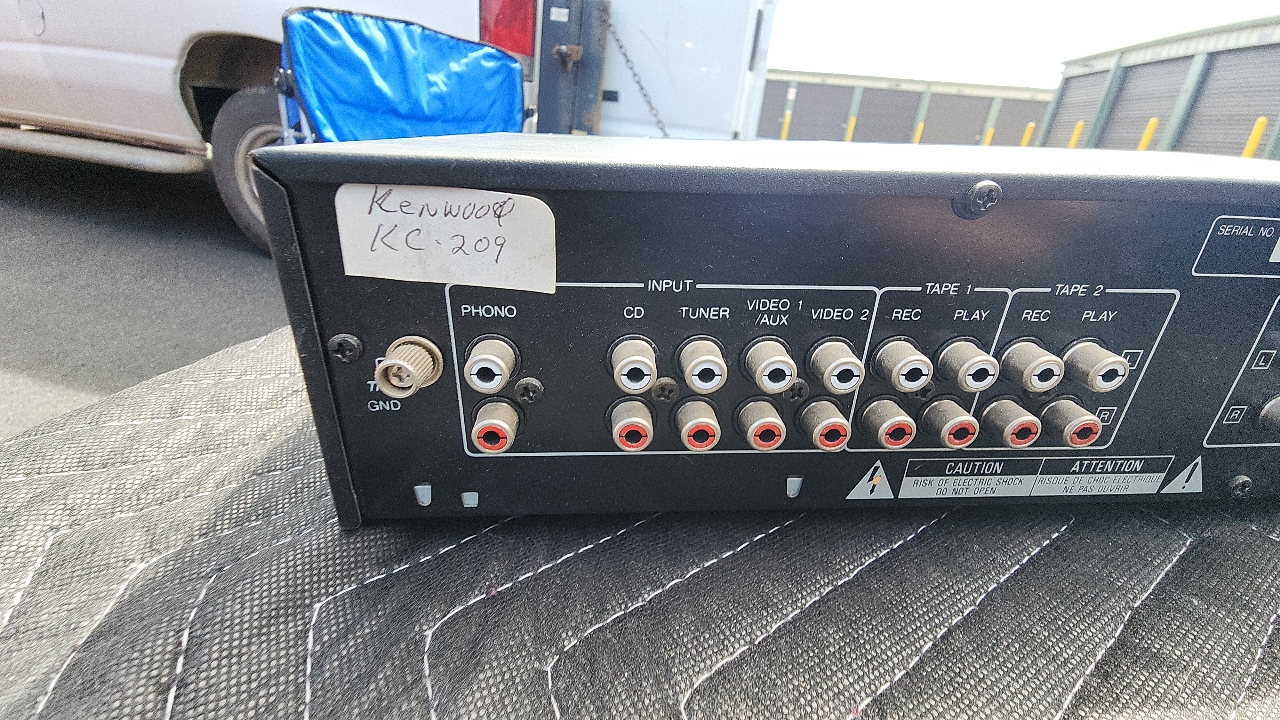 Kenwood
KC-209
INPUT
TAPE 1
TAPE 2
PHONO
CD
TUNER
VIDEO 1
/AUX
VIDEO 2
REC
PLAY
REC
PLAY
SERIAL NO
GND
L
R
L
R
CAUTION
RISK OF ELECTRIC SHOCK
DO NOT OPEN
ATTENTION
RISQUE DE CHOC ELECTRIQUE
NE PAS OUVRIR